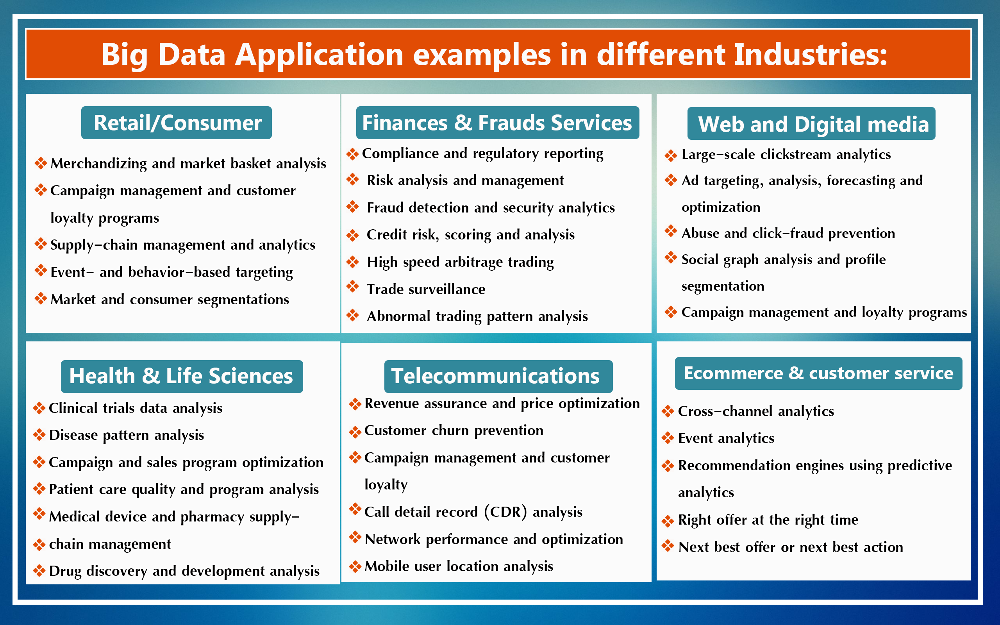 Big Data Application examples in different Industries:
Retail/Consumer
Merchandizing and market basket analysis
Campaign management and customer
loyalty programs
Supply-chain management and analytics
Event- and behavior-based targeting
Market and consumer segmentations
Finances & Frauds Services
Compliance and regulatory reporting
Risk analysis and management
Fraud detection and security analytics
Credit risk, scoring and analysis
High speed arbitrage trading
Trade surveillance
Abnormal trading pattern analysis
Web and Digital media
Large-scale clickstream analytics
Ad targeting, analysis, forecasting and
optimization
Abuse and click-fraud prevention
Social graph analysis and profile
segmentation
Campaign management and loyalty programs
Health & Life Sciences
Clinical trials data analysis
Disease pattern analysis
Campaign and sales program optimization
Patient care quality and program analysis
Medical device and pharmacy supply-
chain management
Drug discovery and development analysis
Telecommunications
Revenue assurance and price optimization
Customer churn prevention
Campaign management and customer
loyalty
Call detail record (CDR) analysis
Network performance and optimization
Mobile user location analysis
Ecommerce & customer service
Cross-channel analytics
Event analytics
Recommendation engines using predictive
analytics
Right offer at the right time
Next best offer or next best action